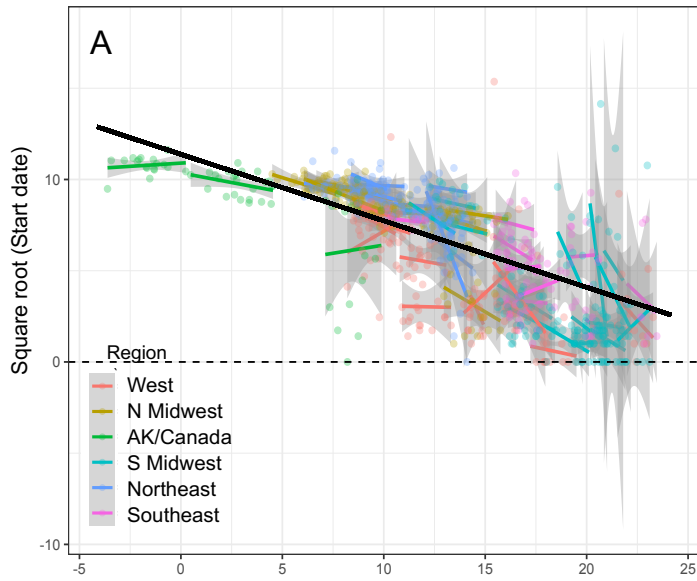 A
Square root (Start date)
10
0
-10
Region
West
N Midwest
AK/Canada
S Midwest
Northeast
Southeast
-5 0 5 10 15 20 25